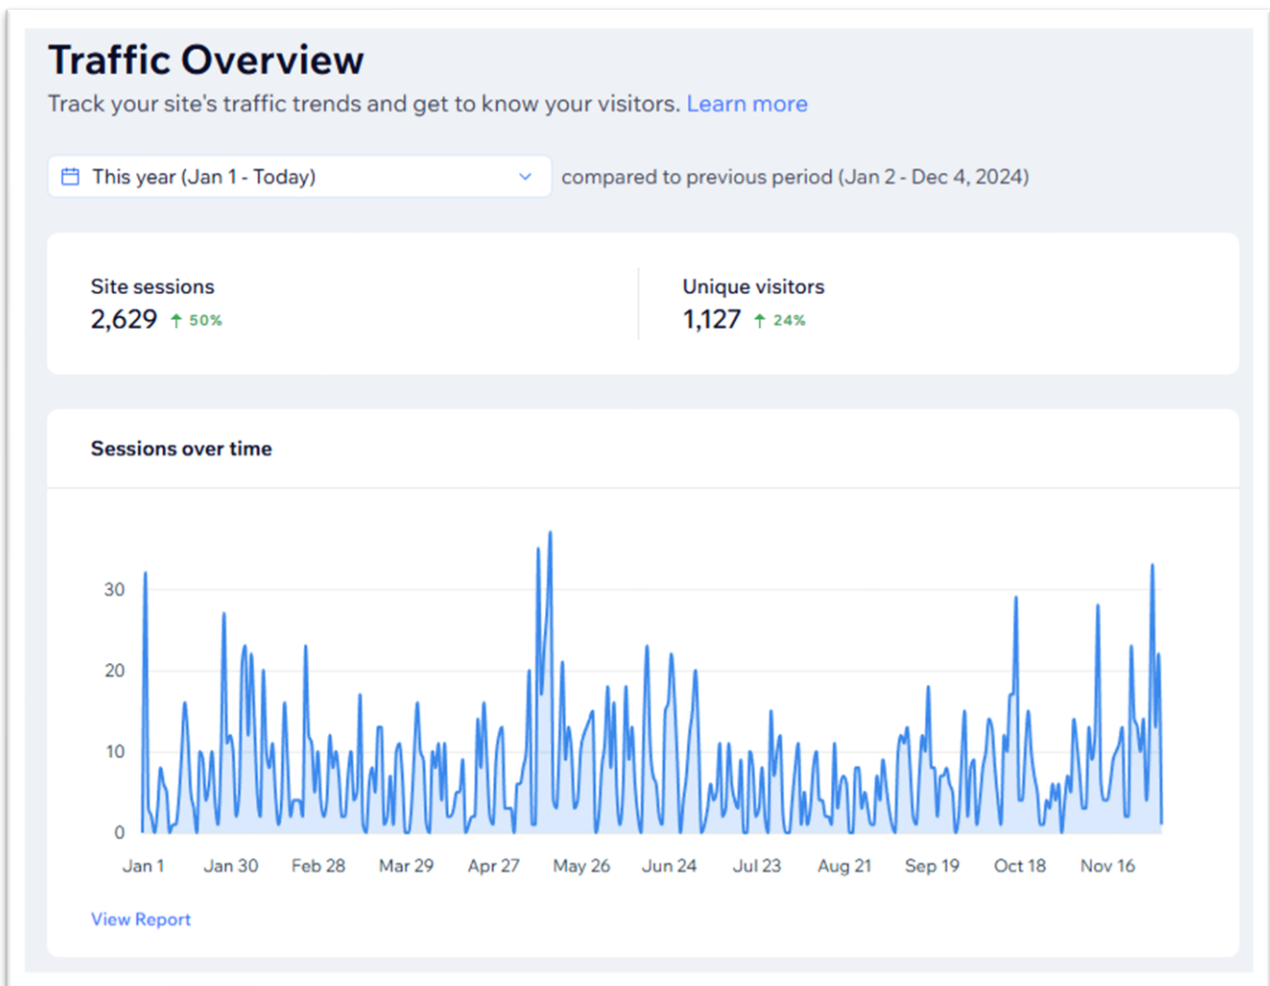 Traffic Overview
Track your site's traffic trends and get to know your visitors. Learn more
This year (Jan 1 - Today) compared to previous period (Jan 2 - Dec 4, 2024)
Site sessions
2,629 ↑ 50%
Unique visitors
1,127 ↑ 24%
Sessions over time
30
20
10
0
Jan 1 Jan 30 Feb 28 Mar 29 Apr 27 May 26 Jun 24 Jul 23 Aug 21 Sep 19 Oct 18 Nov 16
View Report